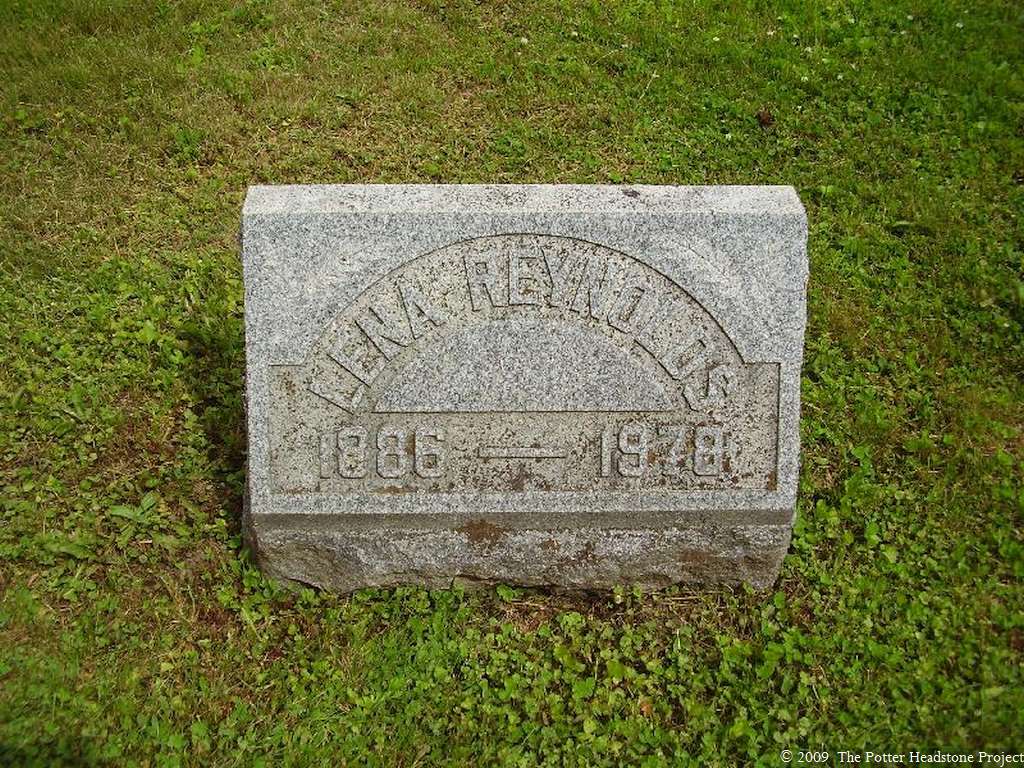 LENA REYNOLDS
1886 — 1978
© 2009 The Potter Headstone Project